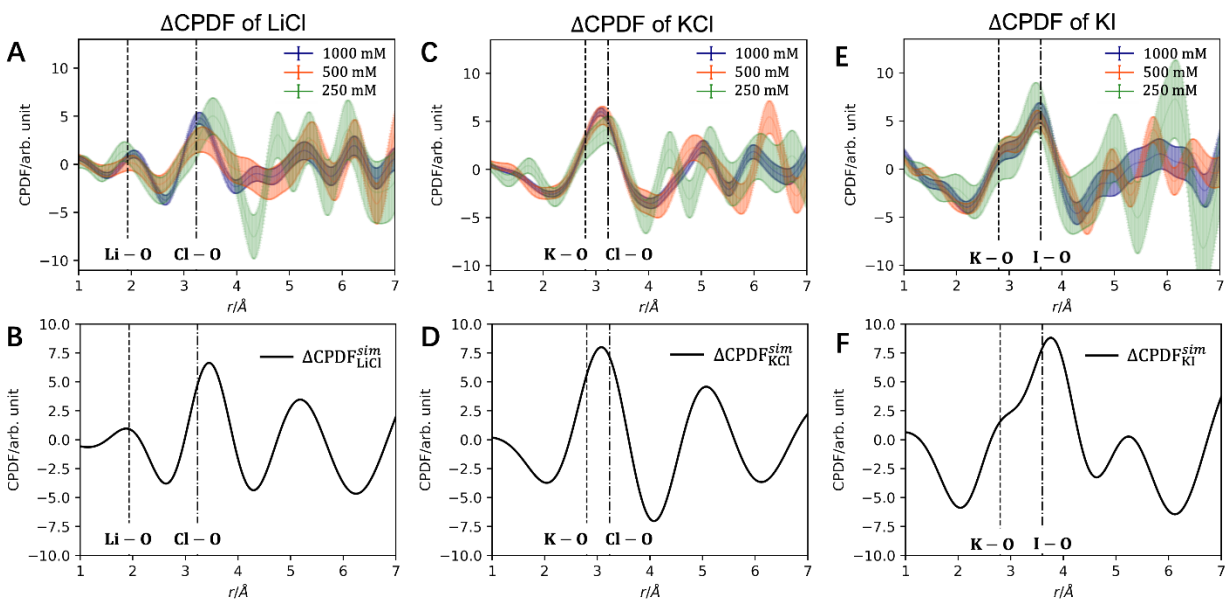 ΔCPDF of LiCl
A
CPDF/arb. unit
10
5
0
−5
−10
1000 mM
500 mM
250 mM
Li − O
Cl − O
1 2 3 4 5 6 7
r/Å
ΔCPDF of KCl
C
CPDF/arb. unit
10
5
0
−5
−10
1000 mM
500 mM
250 mM
K − O
Cl − O
1 2 3 4 5 6 7
r/Å
ΔCPDF of KI
E
CPDF/arb. unit
10
5
0
−5
−10
1000 mM
500 mM
250 mM
K − O
I − O
1 2 3 4 5 6 7
r/Å
B
CPDF/arb. unit
10.0
7.5
5.0
2.5
0.0
−2.5
−5.0
−7.5
−10.0
ΔCPDF^{sim}_{LiCl}
Li − O
Cl − O
1 2 3 4 5 6 7
r/Å
D
CPDF/arb. unit
10.0
7.5
5.0
2.5
0.0
−2.5
−5.0
−7.5
−10.0
ΔCPDF^{sim}_{KCl}
K − O
Cl − O
1 2 3 4 5 6 7
r/Å
F
CPDF/arb. unit
10.0
7.5
5.0
2.5
0.0
−2.5
−5.0
−7.5
−10.0
ΔCPDF^{sim}_{KI}
K − O
I − O
1 2 3 4 5 6 7
r/Å